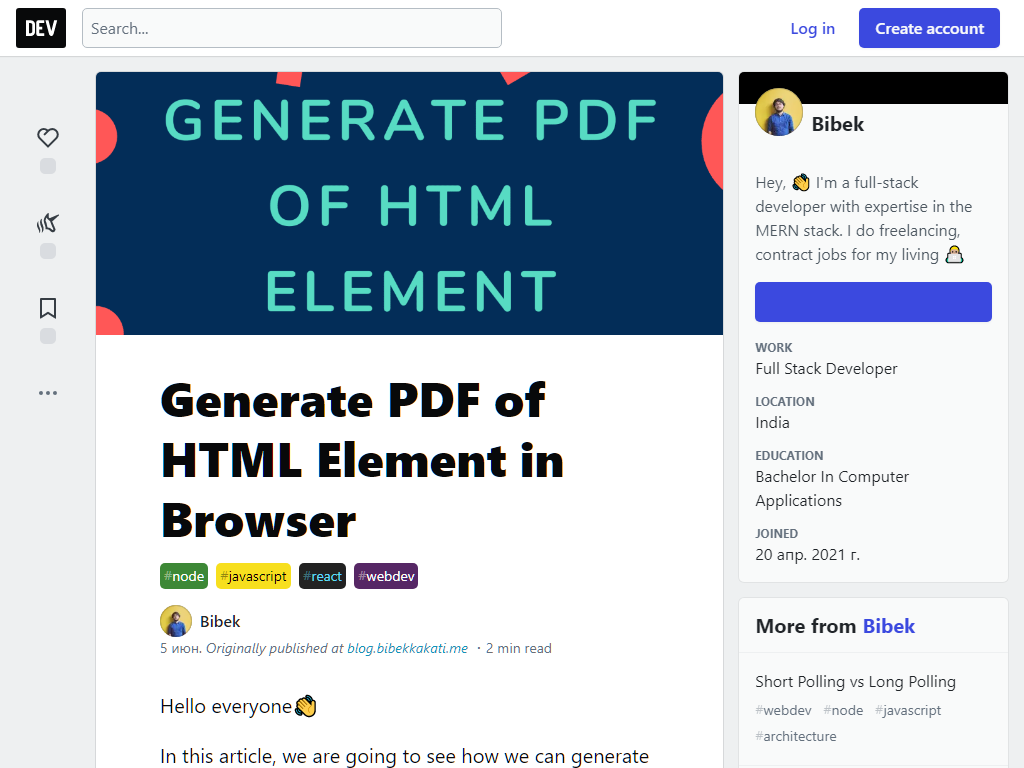 DEV
Search...
Log in
Create account
GENERATE PDF
OF HTML
ELEMENT
Generate PDF of
HTML Element in
Browser
#node #javascript #react #webdev
Bibek
5 июн. Originally published at blog.bibekkakati.me ・2 min read
Hello everyone👋
In this article, we are going to see how we can generate
Bibek
Hey, 👋 I'm a full-stack
developer with expertise in the
MERN stack. I do freelancing,
contract jobs for my living 👨‍💻
WORK
Full Stack Developer
LOCATION
India
EDUCATION
Bachelor In Computer
Applications
JOINED
20 апр. 2021 г.
More from Bibek
Short Polling vs Long Polling
#webdev #node #javascript
#architecture